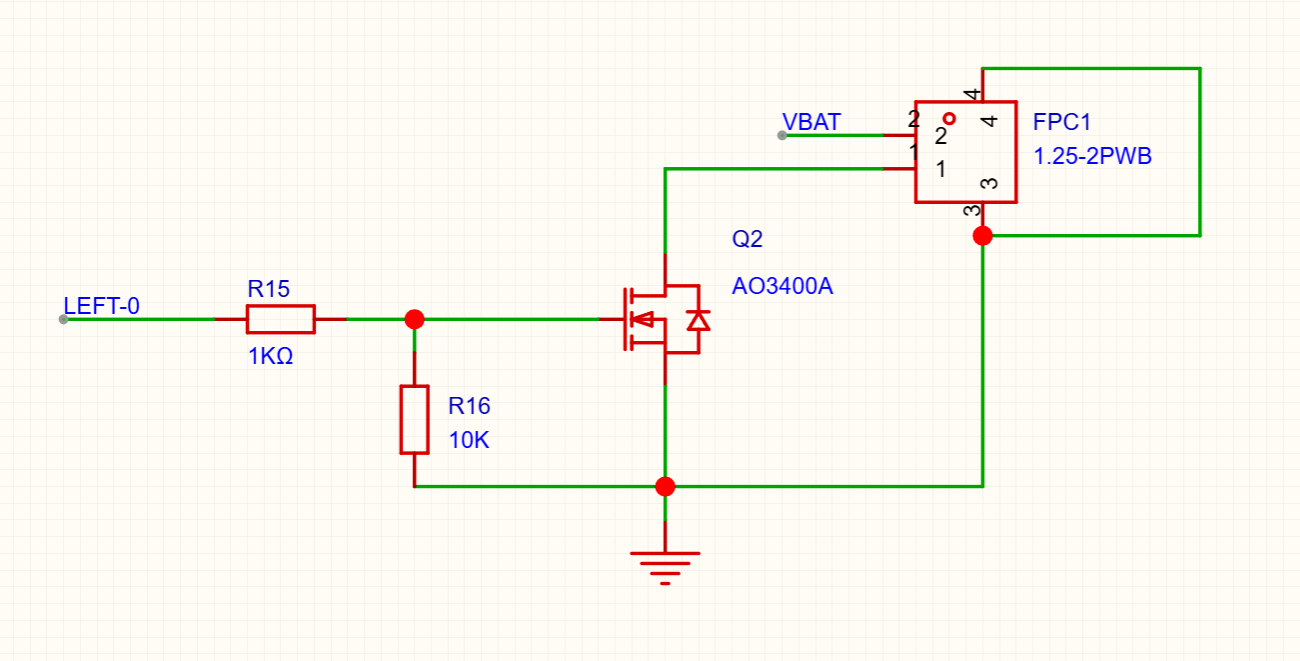 4
VBAT
2
4
FPC1
2
1
1
1.25-2PWB
3
3
Q2
AO3400A
R15
LEFT-0
1KΩ
R16
10K